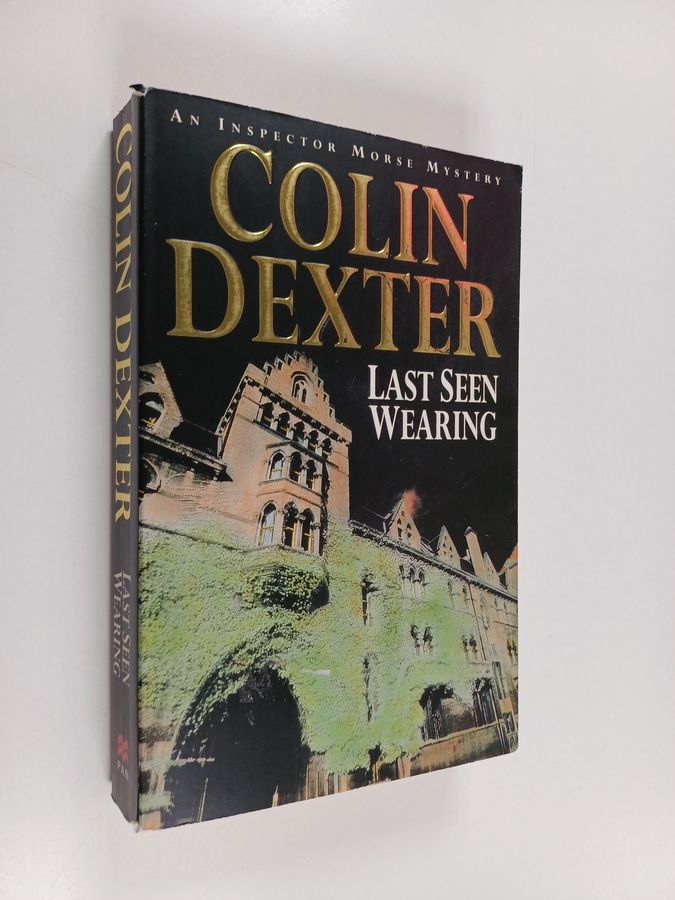 AN INSPECTOR MORSE MYSTERY
COLIN
DEXTER
LAST SEEN
WEARING
COLIN DEXTER
LAST SEEN
WEARING
PAN